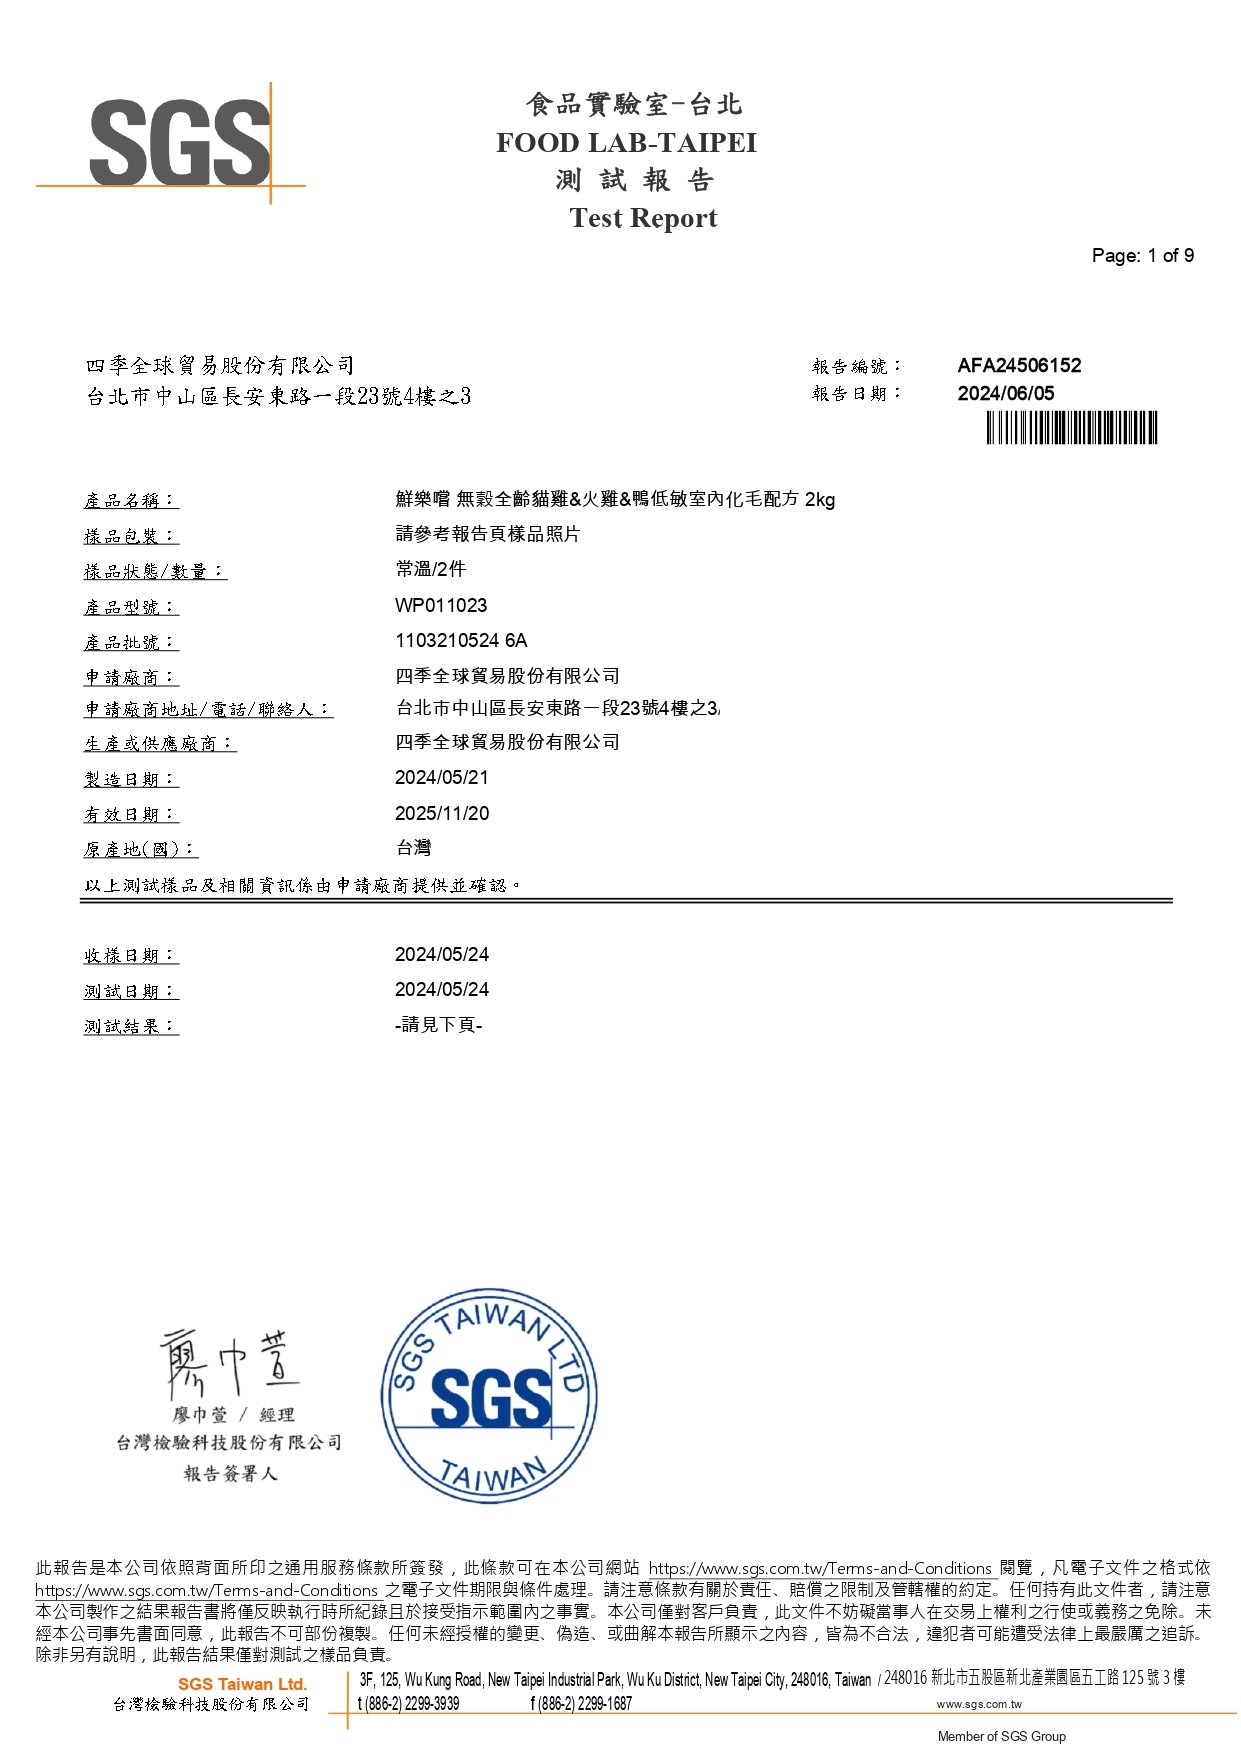 SGS
食品實驗室-台北
FOOD LAB-TAIPEI
測 試 報 告
Test Report
Page: 1 of 9
四季全球貿易股份有限公司
台北市中山區長安東路一段23號4樓之3
報告編號： AFA24506152
報告日期： 2024/06/05
產品名稱： 鮮樂嚐 無穀全齡貓雞&火雞&鴨低敏室內化毛配方 2kg
樣品包裝： 請參考報告頁樣品照片
樣品狀態/數量： 常溫/2件
產品型號： WP011023
產品批號： 1103210524 6A
申請廠商： 四季全球貿易股份有限公司
申請廠商地址/電話/聯絡人： 台北市中山區長安東路一段23號4樓之3/
生產或供應廠商： 四季全球貿易股份有限公司
製造日期： 2024/05/21
有效日期： 2025/11/20
原產地(國)： 台灣
以上測試樣品及相關資訊係由申請廠商提供並確認。
收樣日期： 2024/05/24
測試日期： 2024/05/24
測試結果： -請見下頁-
廖巾萱
廖巾萱 / 經理
台灣檢驗科技股份有限公司
報告簽署人
SGS TAIWAN LTD
SGS
TAIWAN
此報告是本公司依照背面所印之通用服務條款所簽發，此條款可在本公司網站 https://www.sgs.com.tw/Terms-and-Conditions 閱覽，凡電子文件之格式依
https://www.sgs.com.tw/Terms-and-Conditions 之電子文件期限與條件處理。請注意條款有關於責任、賠償之限制及管轄權的約定。任何持有此文件者，請注意
本公司製作之結果報告書將僅反映執行時所紀錄且於接受指示範圍內之事實。本公司僅對客戶負責，此文件不妨礙當事人在交易上權利之行使或義務之免除。未
經本公司事先書面同意，此報告不可部份複製。任何未經授權的變更、偽造、或曲解本報告所顯示之內容，皆為不合法，違犯者可能遭受法律上最嚴厲之追訴。
除非另有說明，此報告結果僅對測試之樣品負責。
SGS Taiwan Ltd.
台灣檢驗科技股份有限公司
3F, 125, Wu Kung Road, New Taipei Industrial Park, Wu Ku District, New Taipei City, 248016, Taiwan / 248016 新北市五股區新北產業園區五工路 125 號 3 樓
t (886-2) 2299-3939 f (886-2) 2299-1687 www.sgs.com.tw
Member of SGS Group